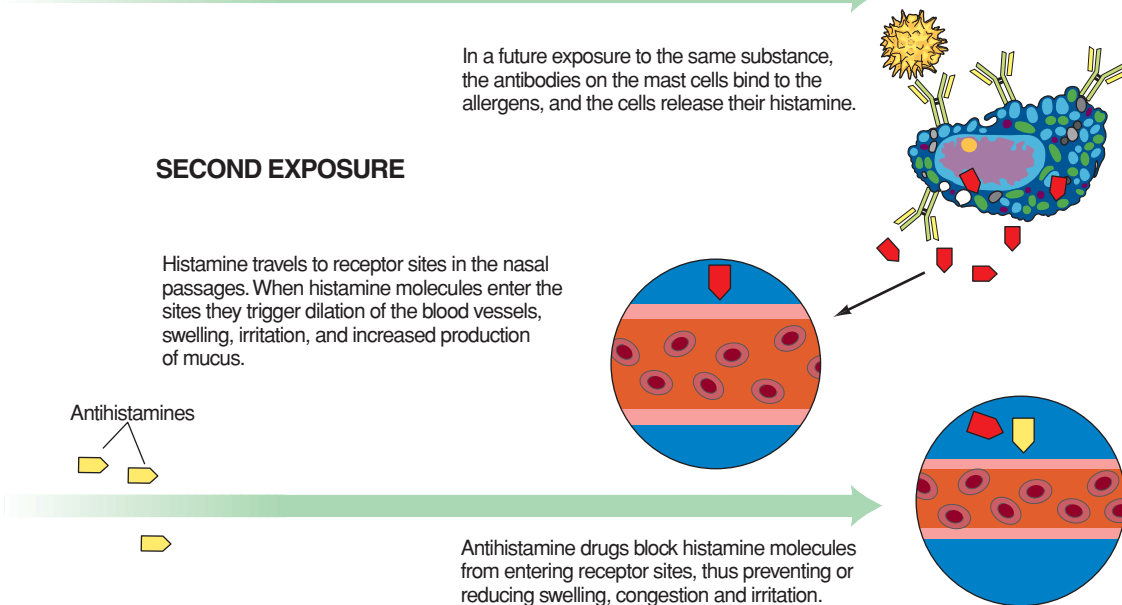 In a future exposure to the same substance,
the antibodies on the mast cells bind to the
allergens, and the cells release their histamine.
SECOND EXPOSURE
Histamine travels to receptor sites in the nasal
passages. When histamine molecules enter the
sites they trigger dilation of the blood vessels,
swelling, irritation, and increased production
of mucus.
Antihistamines
Antihistamine drugs block histamine molecules
from entering receptor sites, thus preventing or
reducing swelling, congestion and irritation.